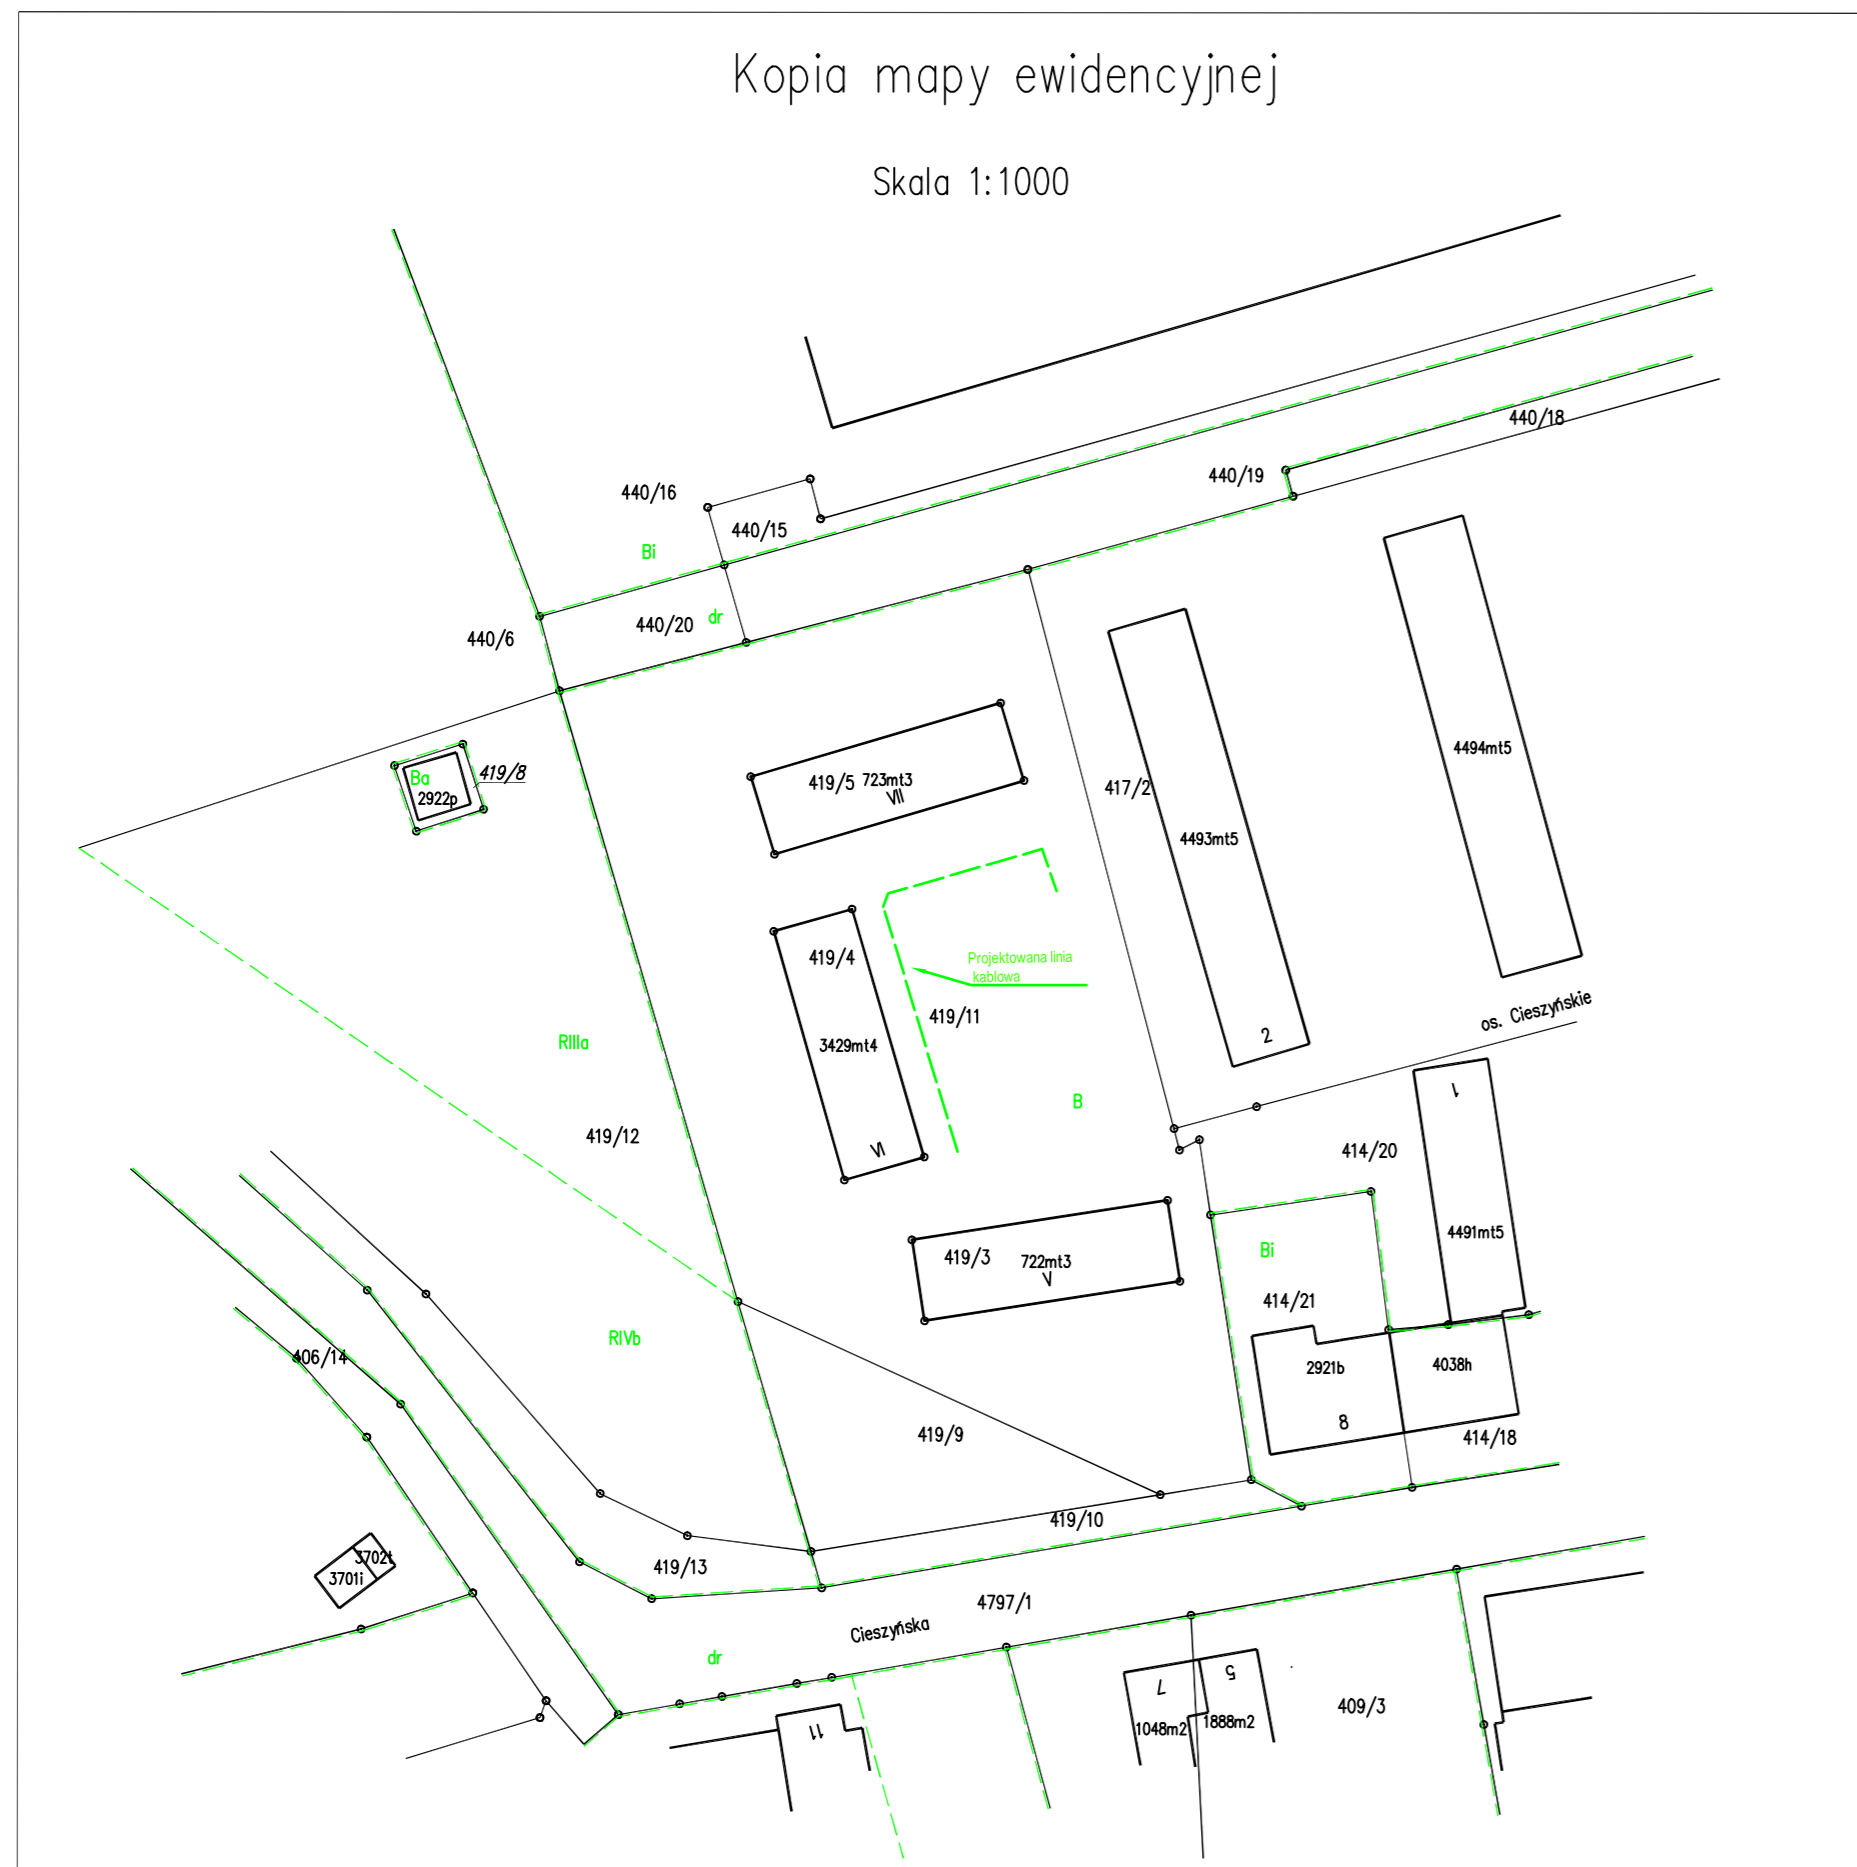 Kopia mapy ewidencyjnej
Skala 1:1000
440/18
440/19
440/16
440/15
Bi
dr
440/20
440/6
4494mt5
Ba
419/8
2922p
419/5 723mt3
VII
417/2
4493mt5
419/4
Projektowana linia
kablowa
419/11
os. Cieszyńskie
RIIIa
3429mt4
2
1
B
419/12
VI
414/20
4491mt5
419/3
722mt3
V
Bi
414/21
RIVb
406/14
2921b
4038h
8
419/9
414/18
419/10
3702t
3701i
419/13
4797/1
Cieszyńska
dr
7
5
409/3
1048m2
1888m2
11